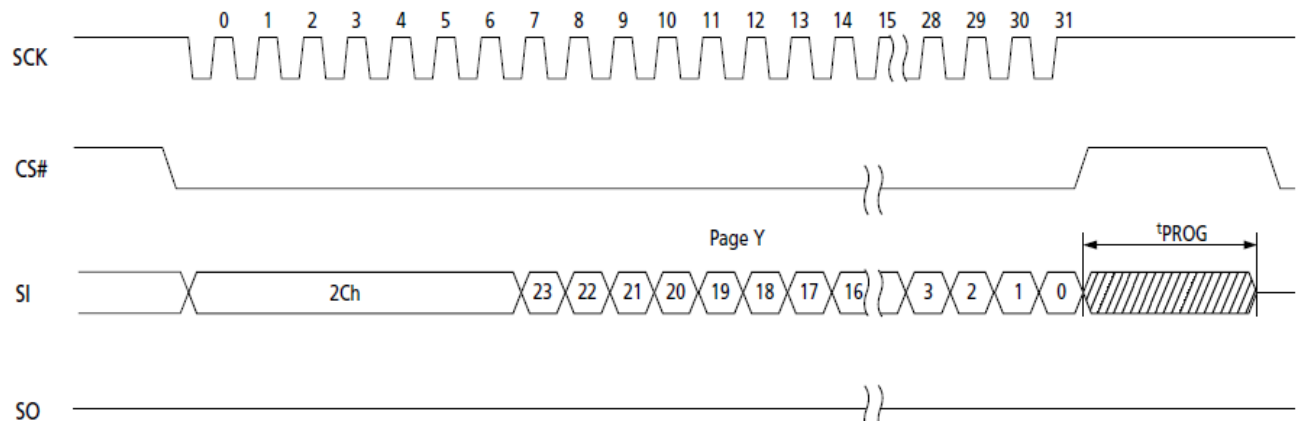 0 1 2 3 4 5 6 7 8 9 10 11 12 13 14 15 28 29 30 31
SCK
CS#
Page Y
tPROG
SI 2Ch 23 22 21 20 19 18 17 16 3 2 1 0
SO